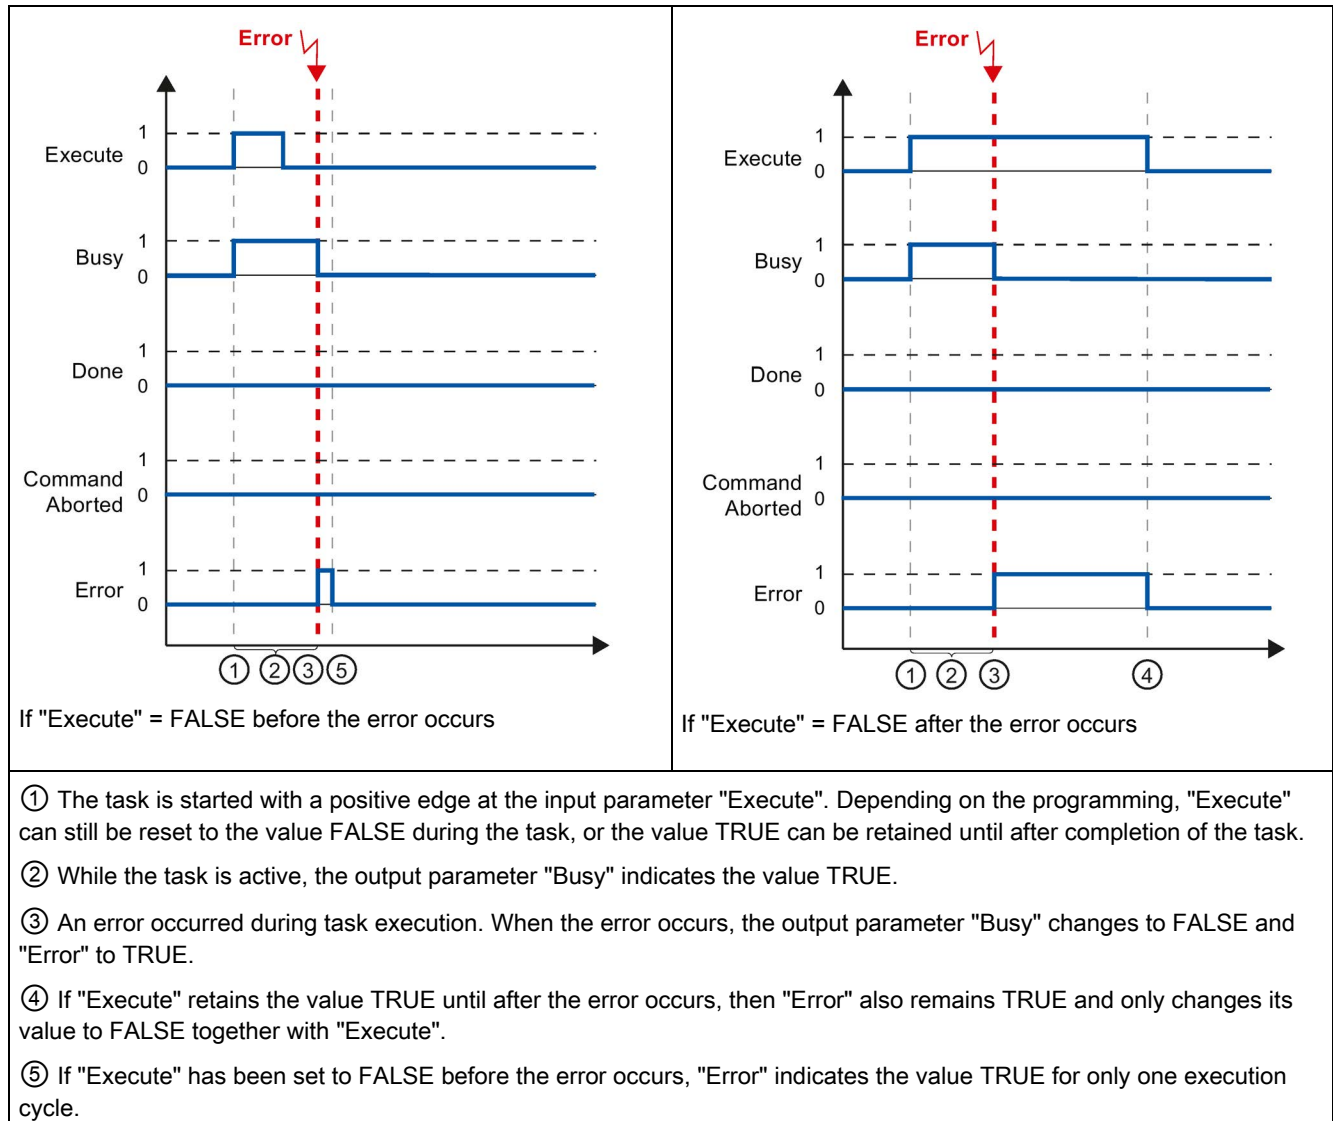 Error
1
Execute
0
1
Busy
0
1
Done
0
1
Command
0
Aborted
1
Error
0
① ② ③ ⑤
If "Execute" = FALSE before the error occurs
Error
1
Execute
0
1
Busy
0
1
Done
0
1
Command
0
Aborted
1
Error
0
① ② ③ ④
If "Execute" = FALSE after the error occurs
① The task is started with a positive edge at the input parameter "Execute". Depending on the programming, "Execute"
can still be reset to the value FALSE during the task, or the value TRUE can be retained until after completion of the task.
② While the task is active, the output parameter "Busy" indicates the value TRUE.
③ An error occurred during task execution. When the error occurs, the output parameter "Busy" changes to FALSE and
"Error" to TRUE.
④ If "Execute" retains the value TRUE until after the error occurs, then "Error" also remains TRUE and only changes its
value to FALSE together with "Execute".
⑤ If "Execute" has been set to FALSE before the error occurs, "Error" indicates the value TRUE for only one execution
cycle.